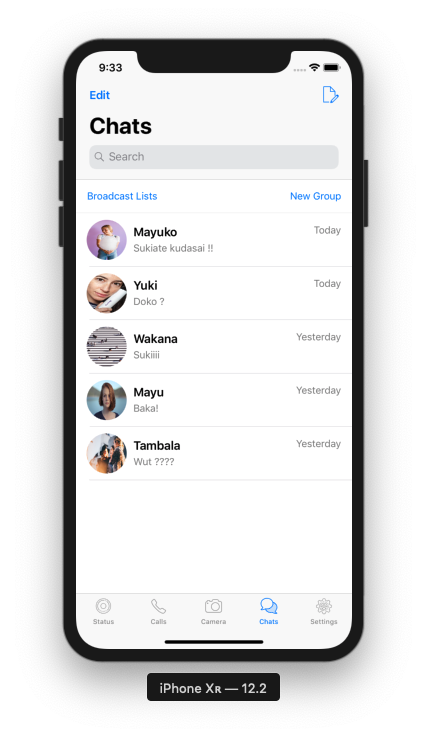 9:33
Edit
Chats
Search
Broadcast Lists New Group
Mayuko Today
Sukiate kudasai !!
Yuki Today
Doko ?
Wakana Yesterday
Sukiiii
Mayu Yesterday
Baka!
Tambala Yesterday
Wut ????
Status Calls Camera Chats Settings
iPhone Xʀ — 12.2